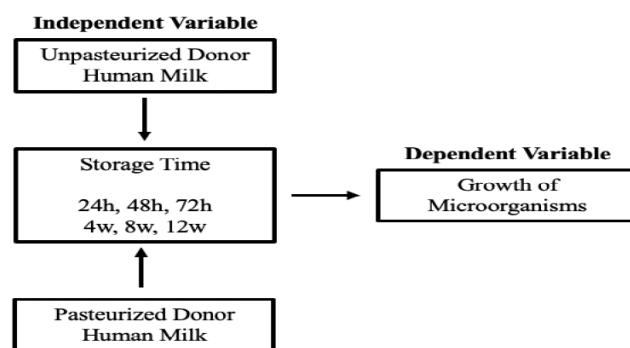 Independent Variable
Unpasteurized Donor
Human Milk
Storage Time
24h, 48h, 72h
4w, 8w, 12w
Dependent Variable
Growth of
Microorganisms
Pasteurized Donor
Human Milk